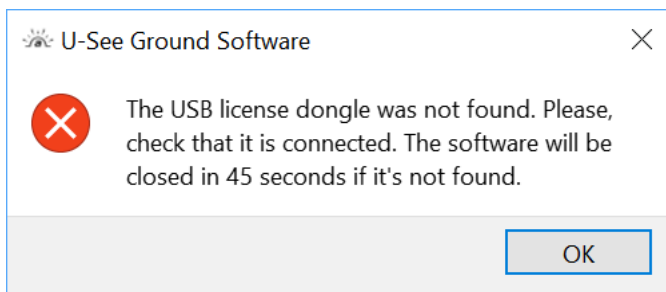 U-See Ground Software
The USB license dongle was not found. Please,
check that it is connected. The software will be
closed in 45 seconds if it's not found.
OK